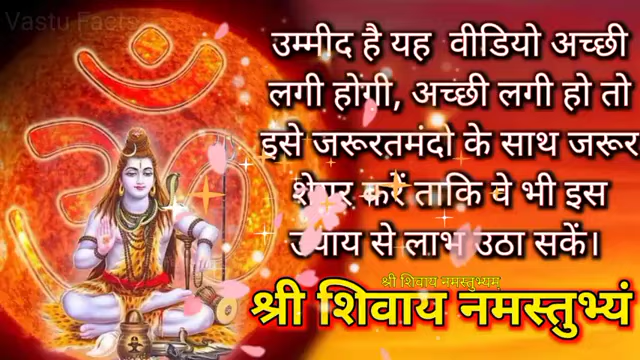 Vastu Facts
उम्मीद है यह वीडियो अच्छी
लगी होगी, अच्छी लगी हो तो
इसे जरूरतमंदो के साथ जरूर
शेयर करें ताकि वे भी इस
उपाय से लाभ उठा सकें।
श्री शिवाय नमस्तुभ्यम्
श्री शिवाय नमस्तुभ्यं